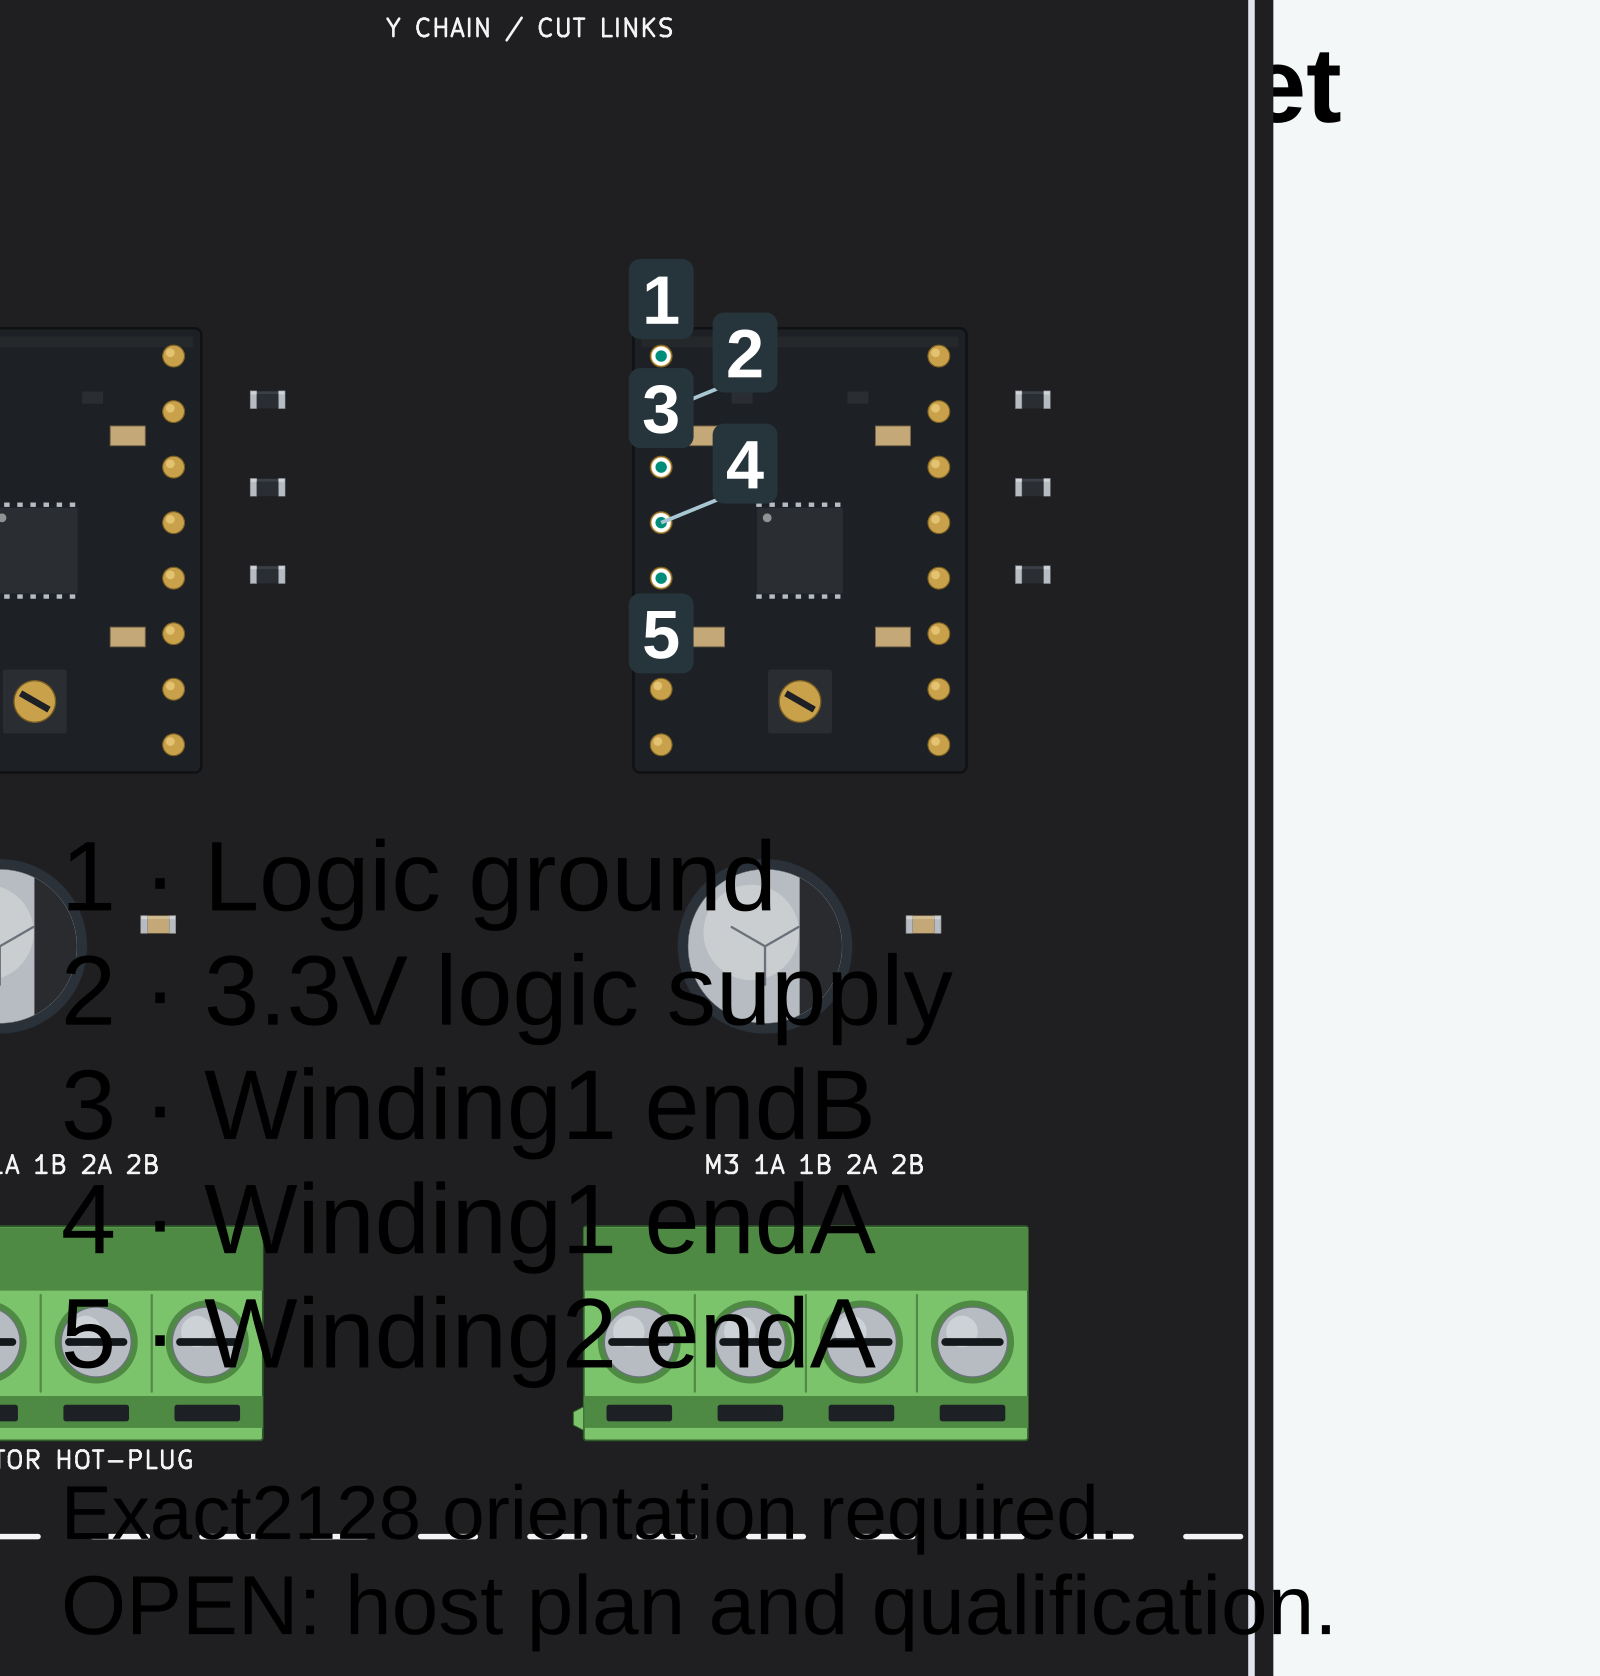 Y CHAIN / CUT LINKS
et
1
2
3
4
5
1 · Logic ground
2 · 3.3V logic supply
3 · Winding1 endB
1A 1B 2A 2B
M3 1A 1B 2A 2B
4 · Winding1 endA
5 · Winding2 endA
TOR HOT-PLUG
Exact2128 orientation required.
OPEN: host plan and qualification.